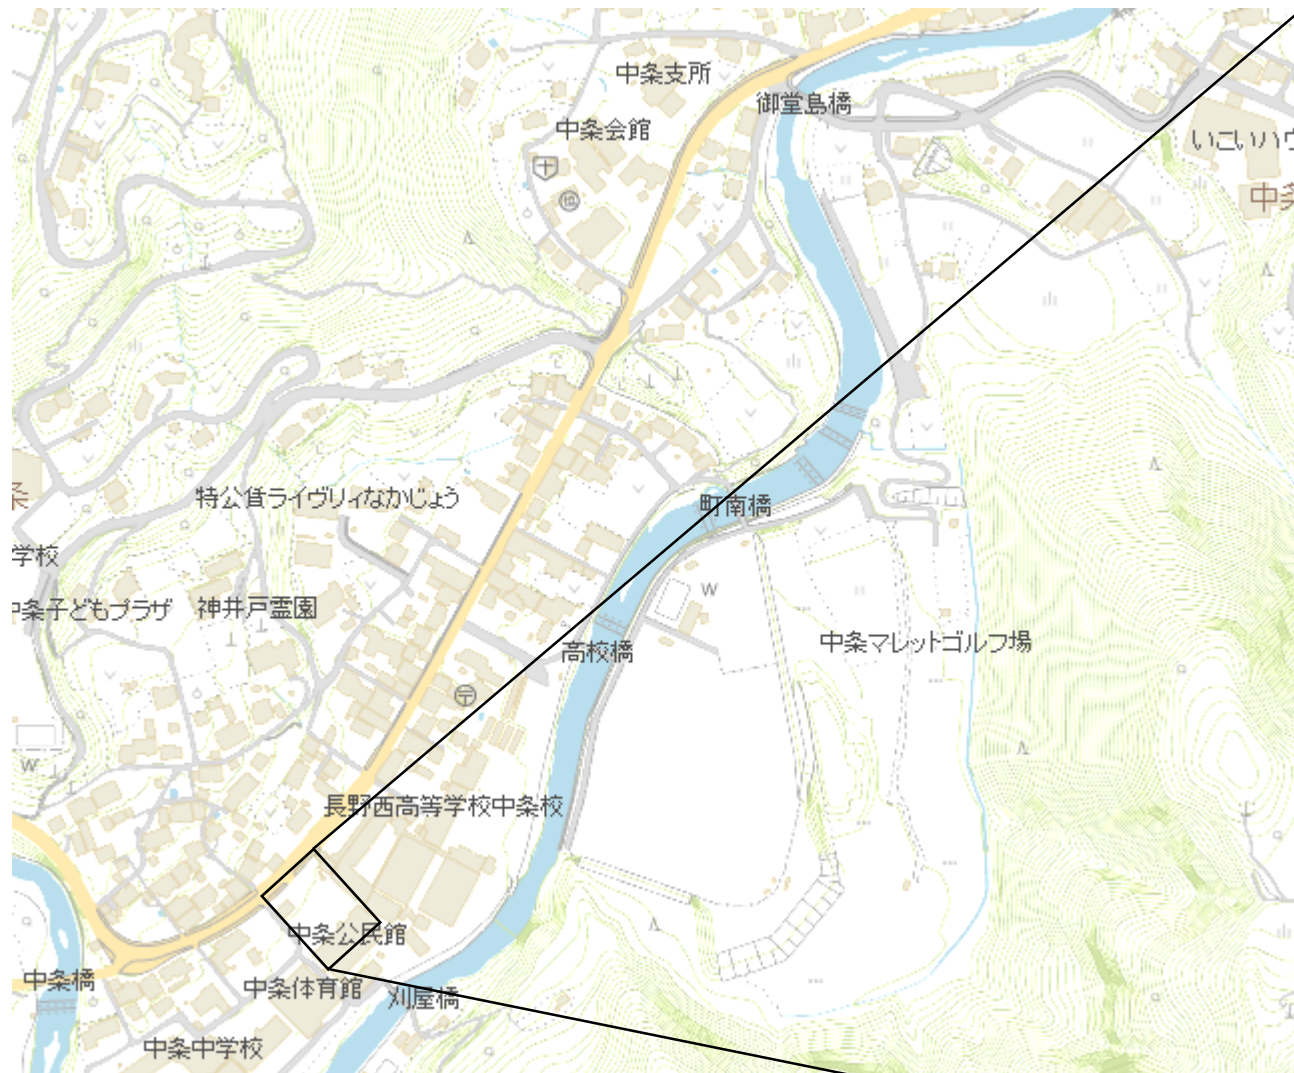 中条支所
御堂島橋
中条会館
いこいハウ
中条
特公賃ライヴリィなかじょう
条
町南橋
学校
中条子どもプラザ
神井戸霊園
中条マレットゴルフ場
高校橋
W
W
長野西高等学校中条校
中条公民館
中条橋
中条体育館
刈屋橋
中条中学校